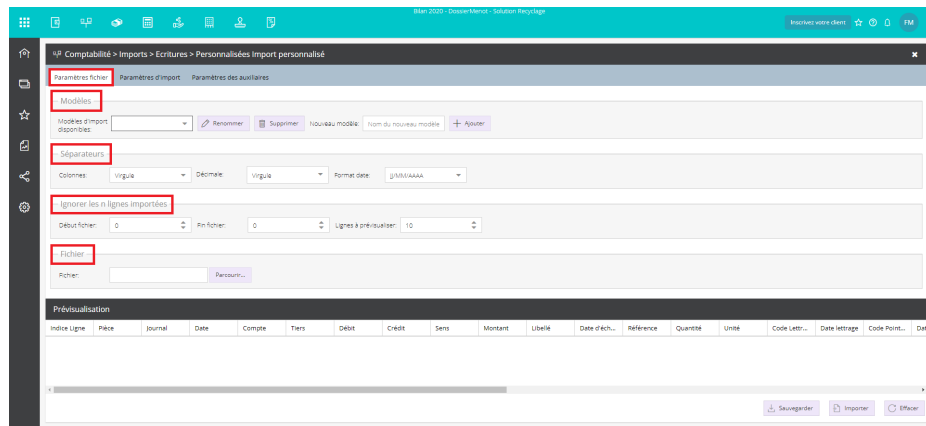 Bilan 2020 - DossierMenot - Solution Recyclage
Inscrivez votre client
FM
Comptabilité > Imports > Ecritures > Personnalisées Import personnalisé
Paramètres fichier Paramètres d'import Paramètres des auxiliaires
Modèles
Modèles d'import disponibles: Renommer Supprimer Nouveau modèle: Nom du nouveau modèle Ajouter
Séparateurs
Colonnes: Virgule Décimale: Virgule Format date: JJ/MM/AAAA
Ignorer les n lignes importées
Début fichier: 0 Fin fichier: 0 Lignes à prévisualiser: 10
Fichier
Fichier: Parcourir...
Prévisualisation
Indice Ligne Pièce Journal Date Compte Tiers Débit Crédit Sens Montant Libellé Date d'éch... Référence Quantité Unité Code Lettr... Date lettrage Code Point... Dat
Sauvegarder Importer Effacer